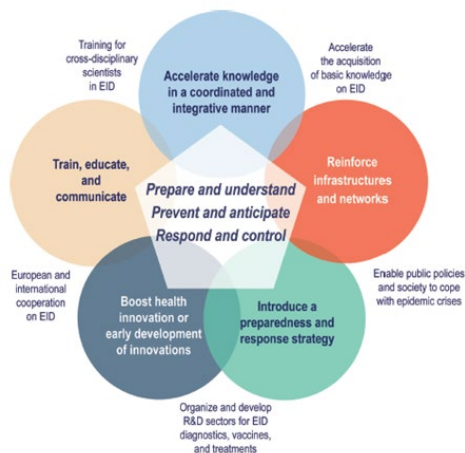 Training for
cross-disciplinary
scientists
in EID
Accelerate knowledge
in a coordinated and
integrative manner
Accelerate
the acquisition
of basic knowledge
on EID
Train, educate,
and
communicate
Prepare and understand
Prevent and anticipate
Respond and control
Reinforce
infrastructures
and networks
European and
international
cooperation
on EID
Boost health
innovation or
early development
of innovations
Introduce a
preparedness and
response strategy
Enable public policies
and society to cope
with epidemic crises
Organize and develop
R&D sectors for EID
diagnostics, vaccines,
and treatments